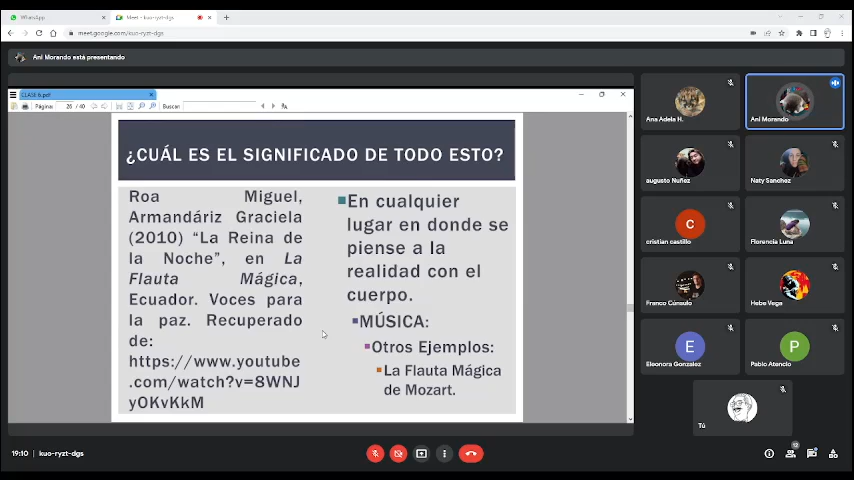 WhatsApp
Meet - kuo-ryzt-dgs
meet.google.com/kuo-ryzt-dgs
Ani Morando está presentando
CLASE 6.pdf
Página:
26 / 40
Buscar:
¿CUÁL ES EL SIGNIFICADO DE TODO ESTO?
Roa Miguel,
Armandáriz Graciela
(2010) “La Reina de
la Noche”, en La
Flauta Mágica,
Ecuador. Voces para
la paz. Recuperado
de:
https://www.youtube
.com/watch?v=8WNJ
yOKvKkM
En cualquier
lugar en donde se
piense a la
realidad con el
cuerpo.
MÚSICA:
Otros Ejemplos:
La Flauta Mágica
de Mozart.
Ana Adela H.
Ani Morando
augusto Nuñez
Naty Sanchez
C
cristian castillo
Florencia Luna
Franco Cúnsulo
Hebe Vega
E
Eleonora Gonzalez
P
Pablo Atencio
Tú
19:10
kuo-ryzt-dgs
12